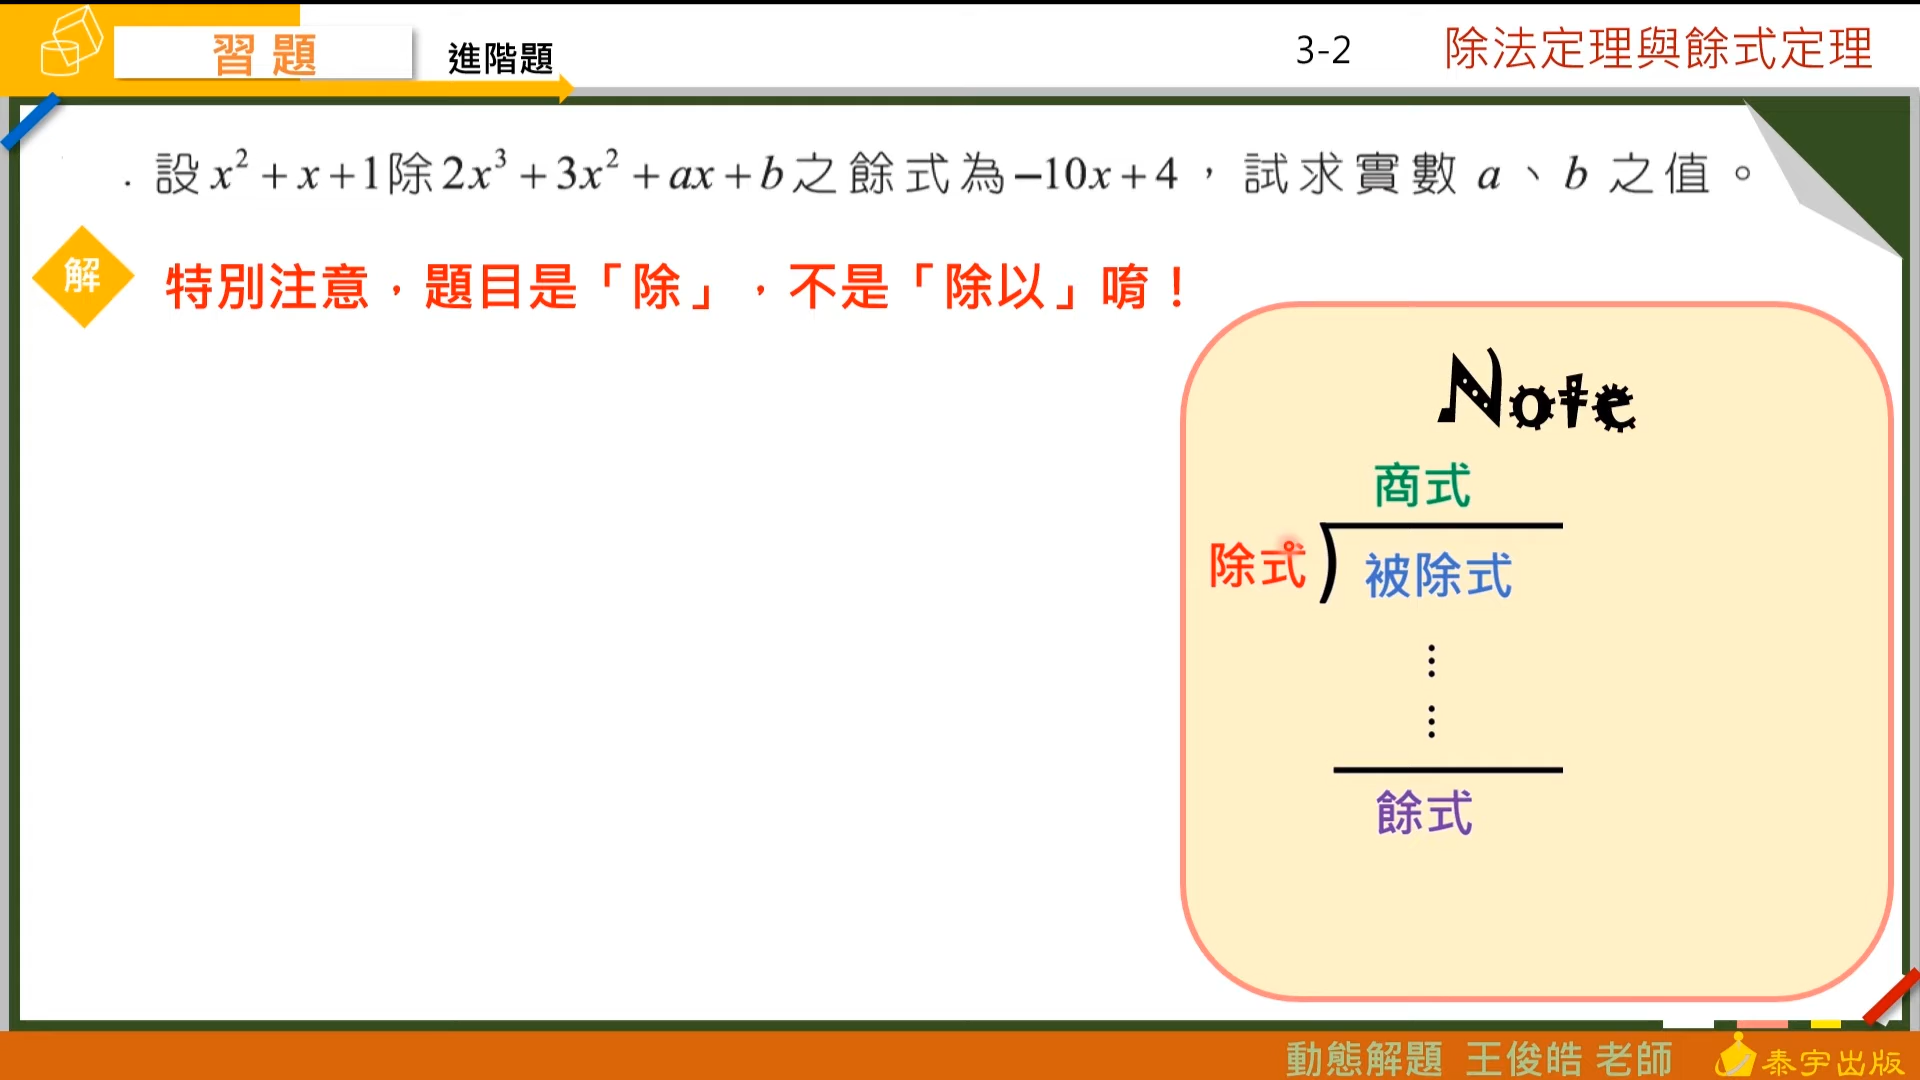 習題
進階題
3-2
除法定理與餘式定理
. 設 x² + x + 1 除 2x³ + 3x² + ax + b 之餘式為 −10x + 4，試求實數 a、b 之值。
解
特別注意，題目是「除」，不是「除以」唷！
Note
商式
除式
被除式
⋮
⋮
餘式
動態解題 王俊皓 老師
泰宇出版